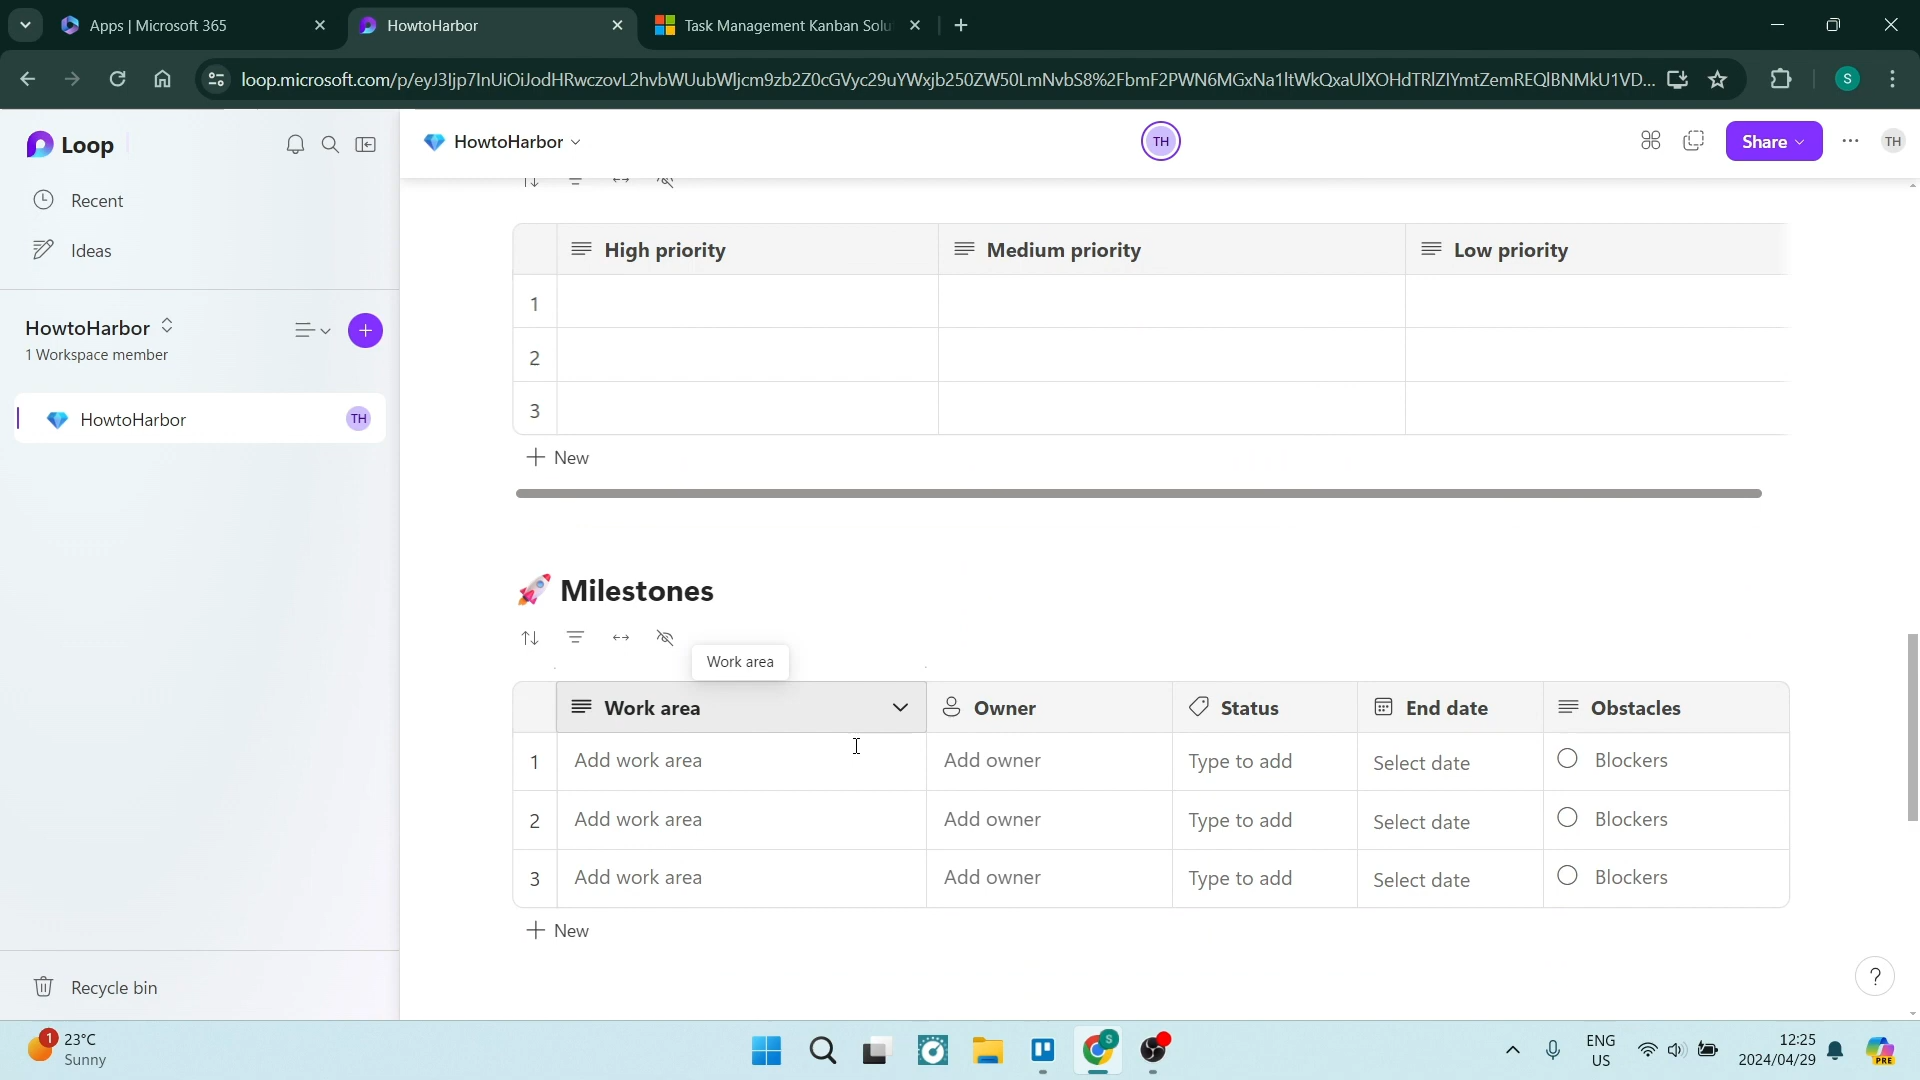 Apps | Microsoft 365
HowtoHarbor
Task Management Kanban Solu
loop.microsoft.com/p/eyJ3Ijp7InUiOiJodHRwczovL2hvbWUubWljcm9zb2Z0cGVyc29uYWxjb250ZW50LmNvbS8%2FbmF2PWN6MGxNa1ltWkQxaUlXOHdTRlZIYmtZemREQlBNMkU1VD...
S
Loop
HowtoHarbor
TH
Share
TH
Recent
Ideas
HowtoHarbor
1 Workspace member
HowtoHarbor
TH
High priority
Medium priority
Low priority
1
2
3
New
🚀 Milestones
Work area
Work area
Owner
Status
End date
Obstacles
1
Add work area
Add owner
Type to add
Select date
Blockers
2
Add work area
Add owner
Type to add
Select date
Blockers
3
Add work area
Add owner
Type to add
Select date
Blockers
New
Recycle bin
?
1
23°C
Sunny
S
ENG
US
12:25
2024/04/29
PRE